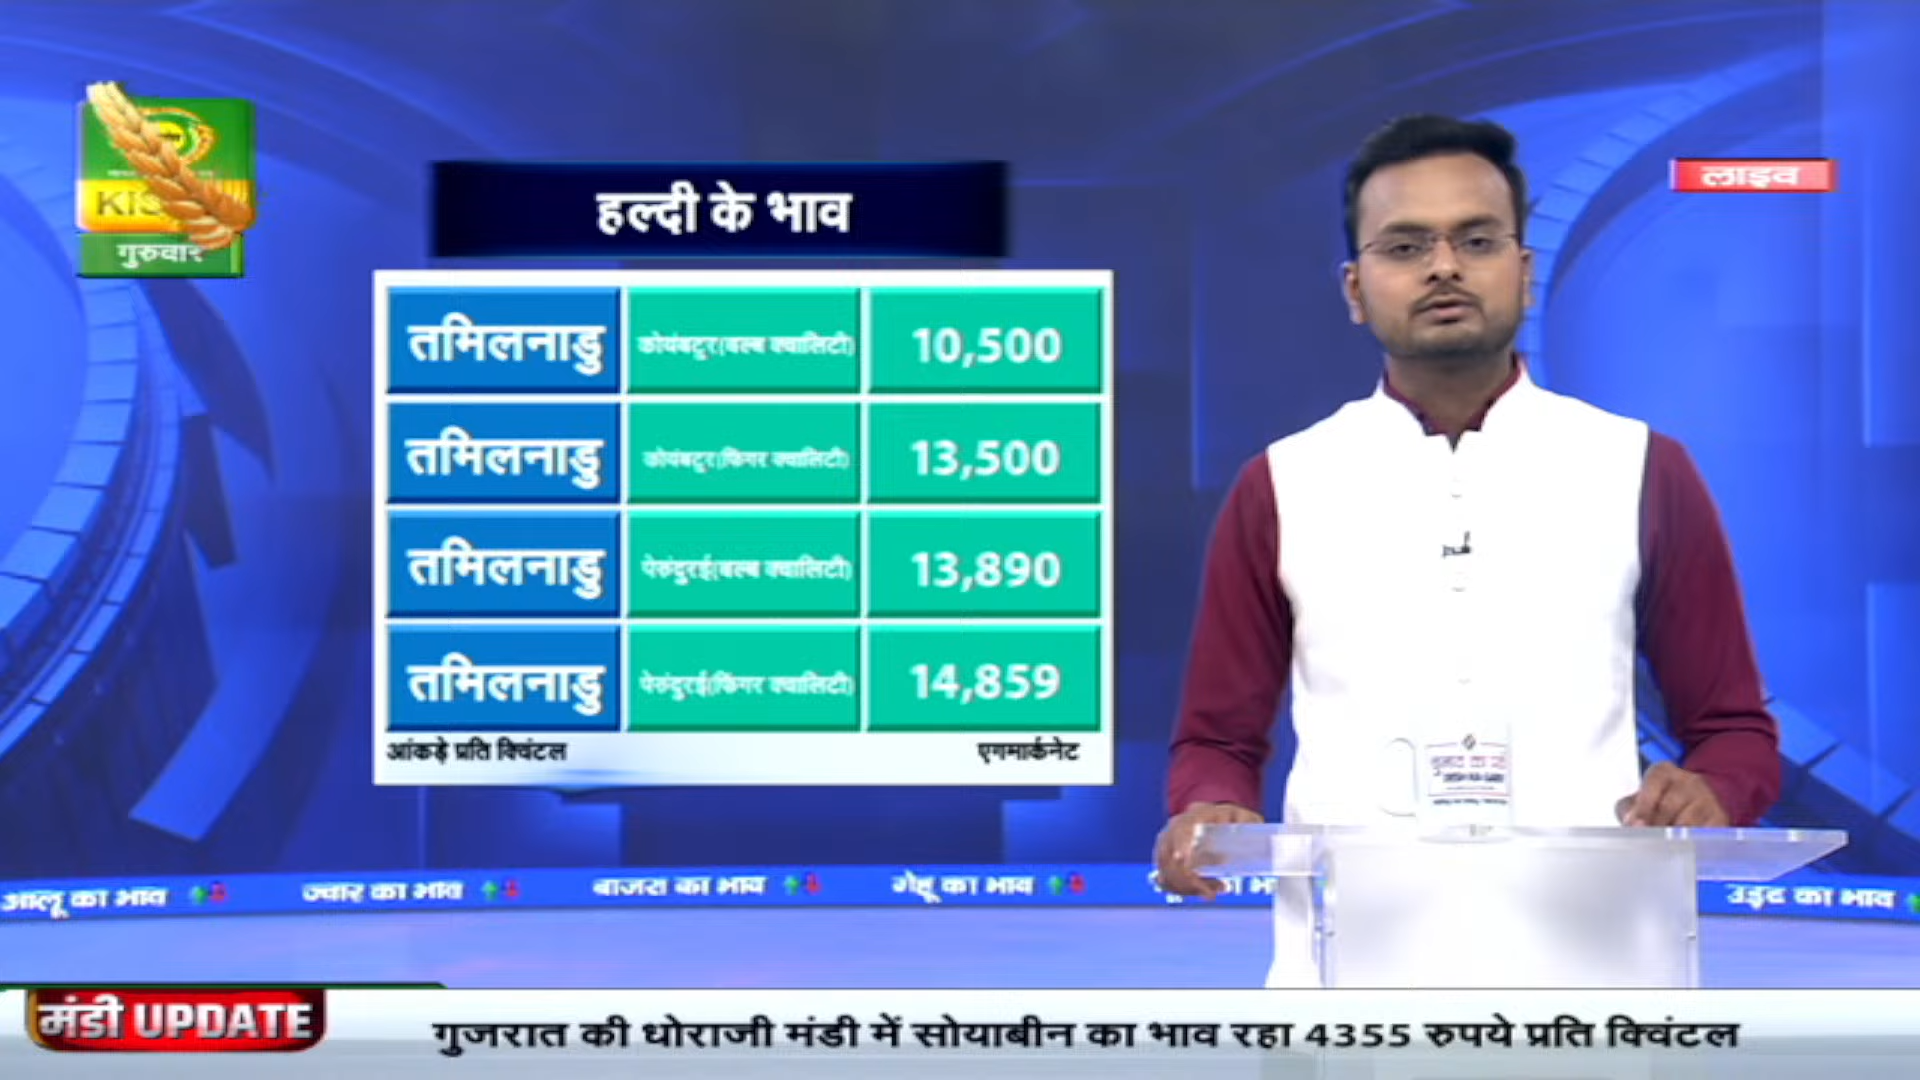 KIS
गुरुवार
लाइव
हल्दी के भाव
तमिलनाडु कोयंबटूर(बल्ब क्वालिटी) 10,500
तमिलनाडु कोयंबटूर(फिंगर क्वालिटी) 13,500
तमिलनाडु पेरुंदुरई(बल्ब क्वालिटी) 13,890
तमिलनाडु पेरुंदुरई(फिंगर क्वालिटी) 14,859
आंकड़े प्रति क्विंटल एगमार्कनेट
आलू का भाव ज्वार का भाव बाजरा का भाव गेहू का भाव उड़द का भाव
मंडी UPDATE
गुजरात की धोराजी मंडी में सोयाबीन का भाव रहा 4355 रुपये प्रति क्विंटल